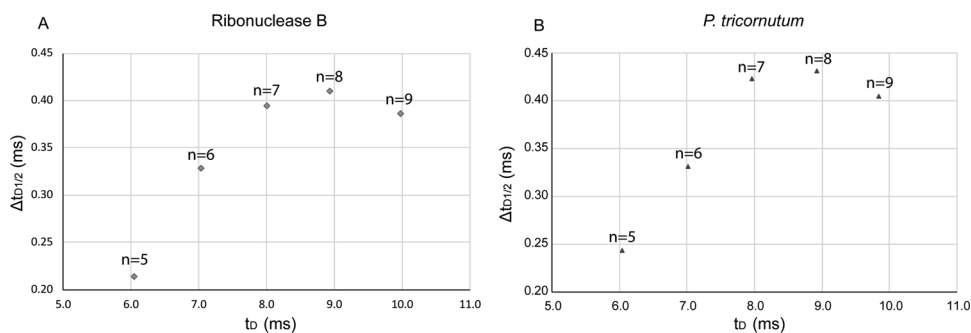 A
Ribonuclease B
0.45
0.40
0.35
0.30
0.25
0.20
ΔtD1/2 (ms)
n=5
n=6
n=7
n=8
n=9
5.0 6.0 7.0 8.0 9.0 10.0 11.0
tD (ms)
B
P. tricornutum
0.45
0.40
0.35
0.30
0.25
0.20
ΔtD1/2 (ms)
n=5
n=6
n=7
n=8
n=9
5.0 6.0 7.0 8.0 9.0 10.0 11.0
tD (ms)